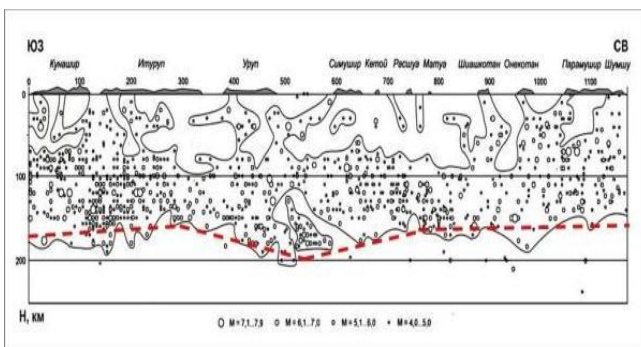 ЮЗ СВ
Кунашир Итуруп Уруп Симушир Кетой Расшуа Матуа Шиашкотан Онекотан Парамушир Шумшу
0 100 200 300 400 500 600 700 800 900 1000 1100
0
100
200
Н, км
М = 7,1..7,9 М = 6,1..7,0 М = 5,1..6,0 М = 4,0..5,0